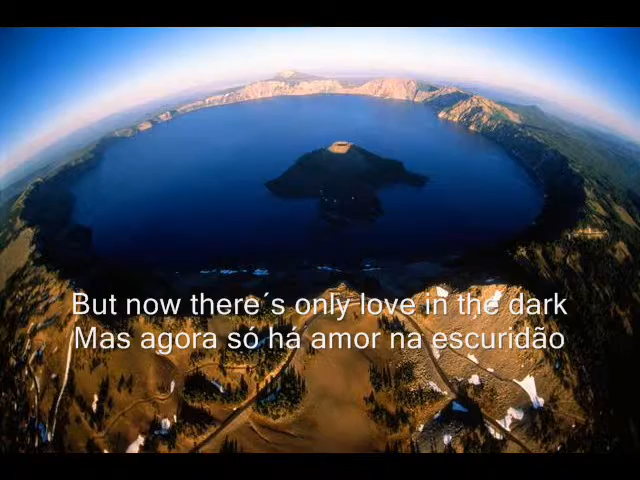 But now there´s only love in the dark
Mas agora só há amor na escuridão